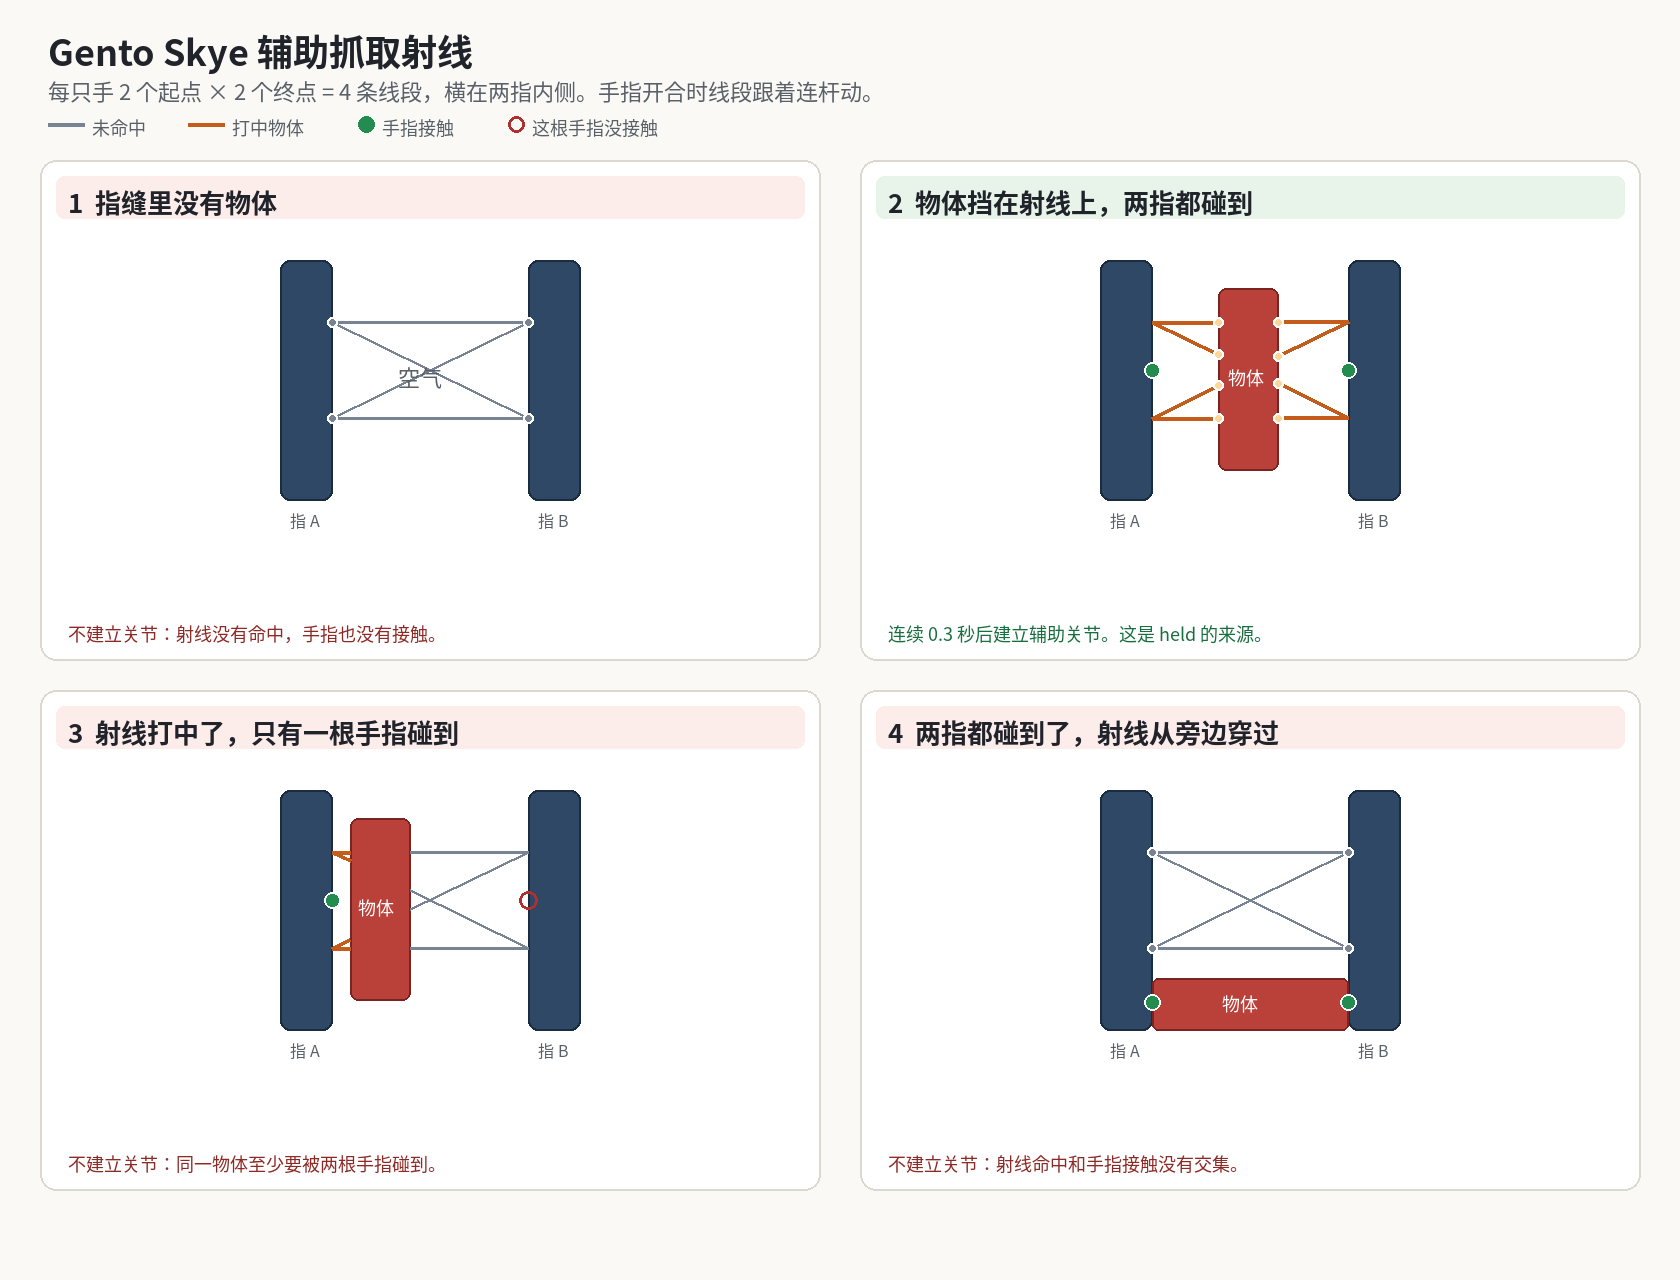 Gento Skye 辅助抓取射线
每只手 2 个起点 × 2 个终点 = 4 条线段，横在两指内侧。手指开合时线段跟着连杆动。
未命中 打中物体 手指接触 这根手指没接触
1 指缝里没有物体
空气
指 A 指 B
不建立关节：射线没有命中，手指也没有接触。
2 物体挡在射线上，两指都碰到
物体
指 A 指 B
连续 0.3 秒后建立辅助关节。这是 held 的来源。
3 射线打中了，只有一根手指碰到
物体
指 A 指 B
不建立关节：同一物体至少要被两根手指碰到。
4 两指都碰到了，射线从旁边穿过
物体
指 A 指 B
不建立关节：射线命中和手指接触没有交集。